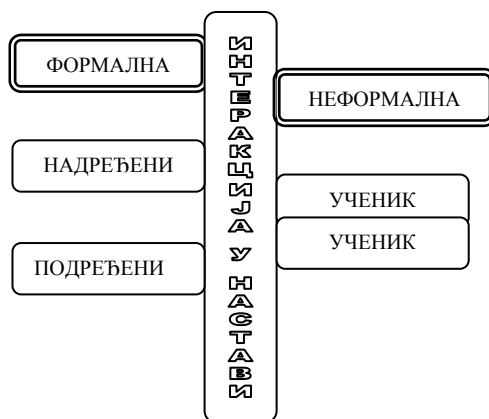 ФОРМАЛНА
НАДРЕЂЕНИ
ПОДРЕЂЕНИ
ИНТЕРАКЦИЈА У НАСТАВИ
НЕФОРМАЛНА
УЧЕНИК
УЧЕНИК